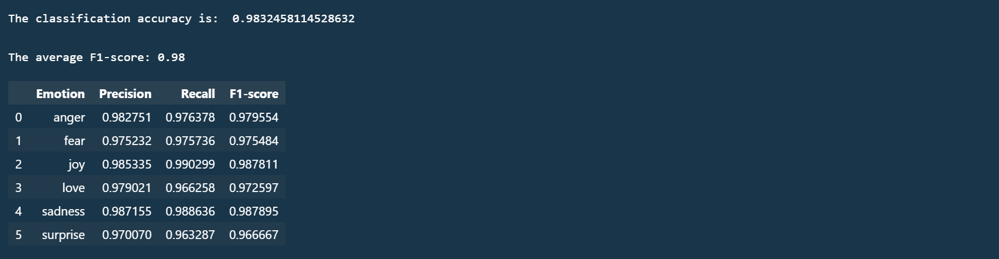 The classification accuracy is:  0.9832458114528632
The average F1-score: 0.98
Emotion Precision Recall F1-score
0 anger 0.982751 0.976378 0.979554
1 fear 0.975232 0.975736 0.975484
2 joy 0.985335 0.990299 0.987811
3 love 0.979021 0.966258 0.972597
4 sadness 0.987155 0.988636 0.987895
5 surprise 0.970070 0.963287 0.966667